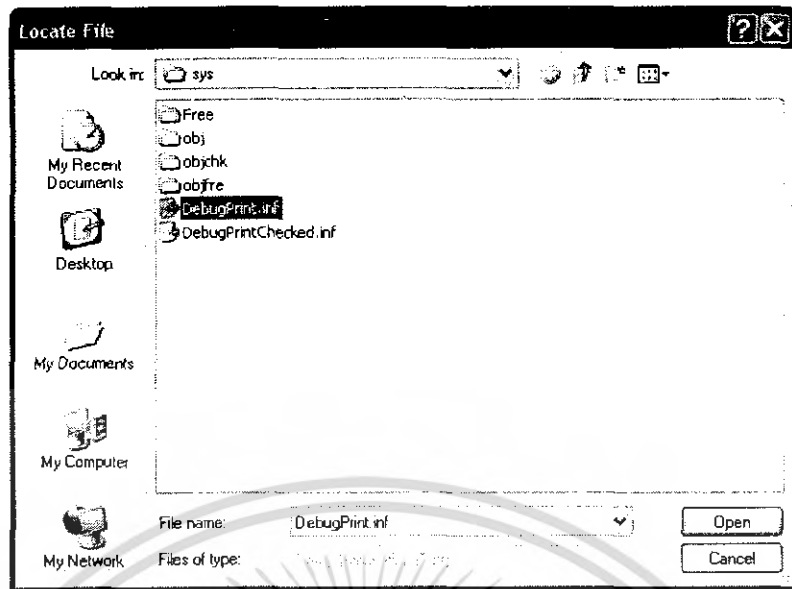 Locate File
Look in:
sys
Free
obj
objchk
objfre
DebugPrint.inf
DebugPrintChecked.inf
My Recent
Documents
Desktop
My Documents
My Computer
My Network
File name:
DebugPrint.inf
Open
Files of type:
Cancel